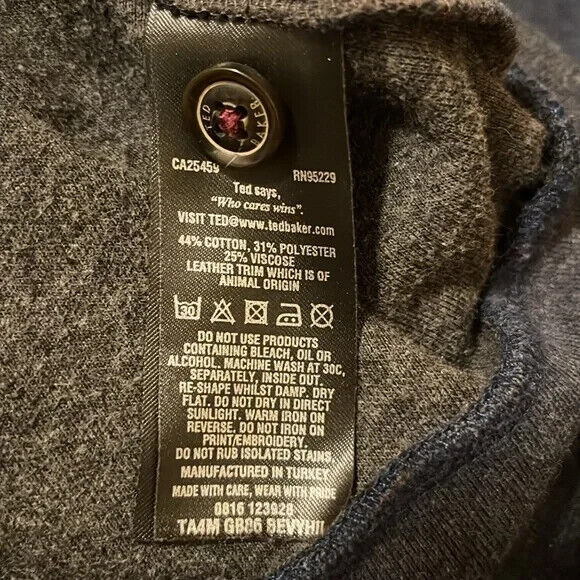 TED BAKER
CA25459 RN95229
Ted says,
"Who cares wins".
VISIT TED@www.tedbaker.com
44% COTTON, 31% POLYESTER
25% VISCOSE
LEATHER TRIM WHICH IS OF
ANIMAL ORIGIN
30
DO NOT USE PRODUCTS
CONTAINING BLEACH, OIL OR
ALCOHOL. MACHINE WASH AT 30C,
SEPARATELY, INSIDE OUT.
RE-SHAPE WHILST DAMP. DRY
FLAT. DO NOT DRY IN DIRECT
SUNLIGHT. WARM IRON ON
REVERSE. DO NOT IRON ON
PRINT/EMBROIDERY.
DO NOT RUB ISOLATED STAINS.
MANUFACTURED IN TURKEY
MADE WITH CARE, WEAR WITH PRIDE
0816 123928
TA4M GB86